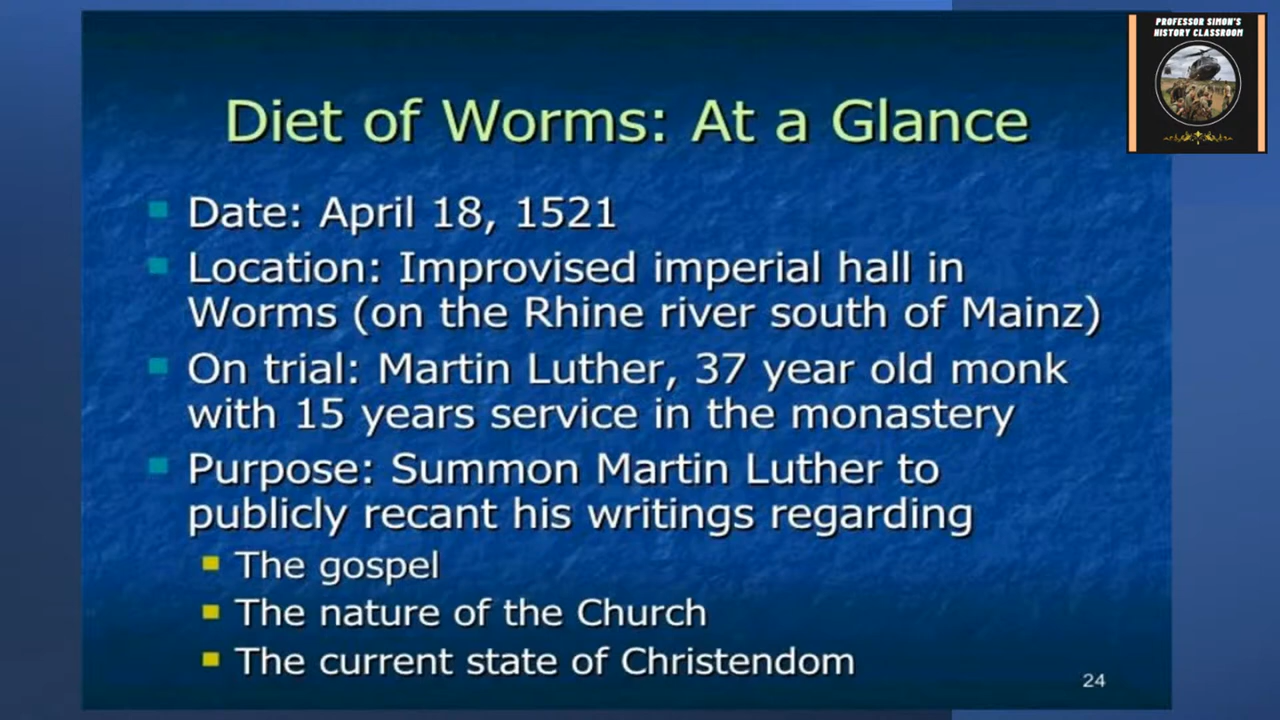 PROFESSOR SIMON'S
HISTORY CLASSROOM
Diet of Worms: At a Glance
Date: April 18, 1521
Location: Improvised imperial hall in
Worms (on the Rhine river south of Mainz)
On trial: Martin Luther, 37 year old monk
with 15 years service in the monastery
Purpose: Summon Martin Luther to
publicly recant his writings regarding
The gospel
The nature of the Church
The current state of Christendom
24